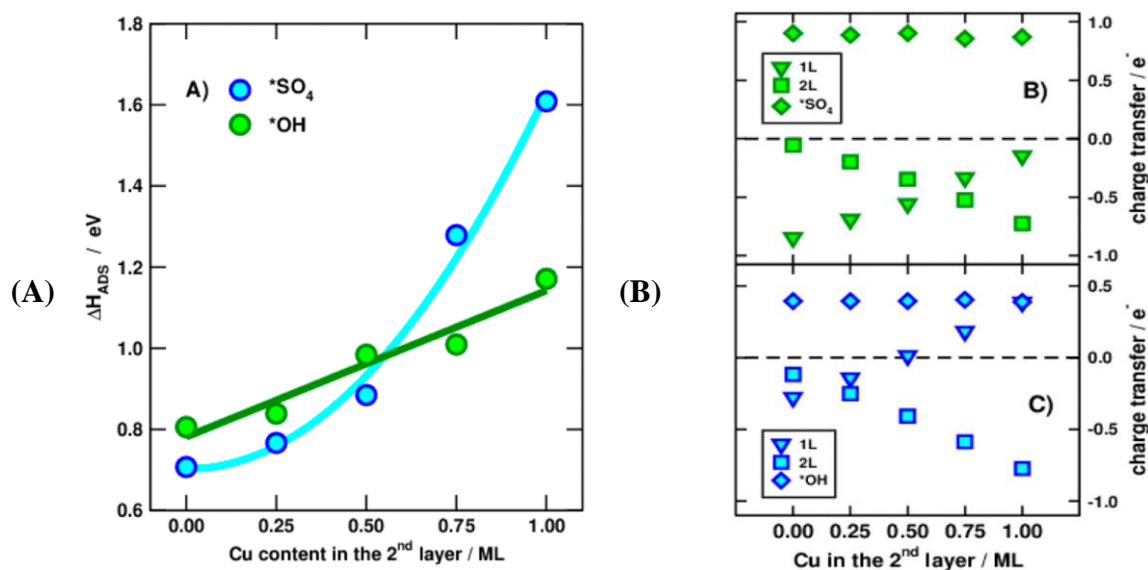 (A)
A)
*SO₄
*OH
ΔH_ADS / eV
1.8
1.6
1.4
1.2
1.0
0.8
0.6
0.00 0.25 0.50 0.75 1.00
Cu content in the 2ⁿᵈ layer / ML
(B)
B)
1L
2L
*SO₄
1.0
0.5
0.0
-0.5
-1.0
charge transfer / e⁻
C)
1L
2L
*OH
0.5
0.0
-0.5
-1.0
charge transfer / e⁻
0.00 0.25 0.50 0.75 1.00
Cu in the 2ⁿᵈ layer / ML